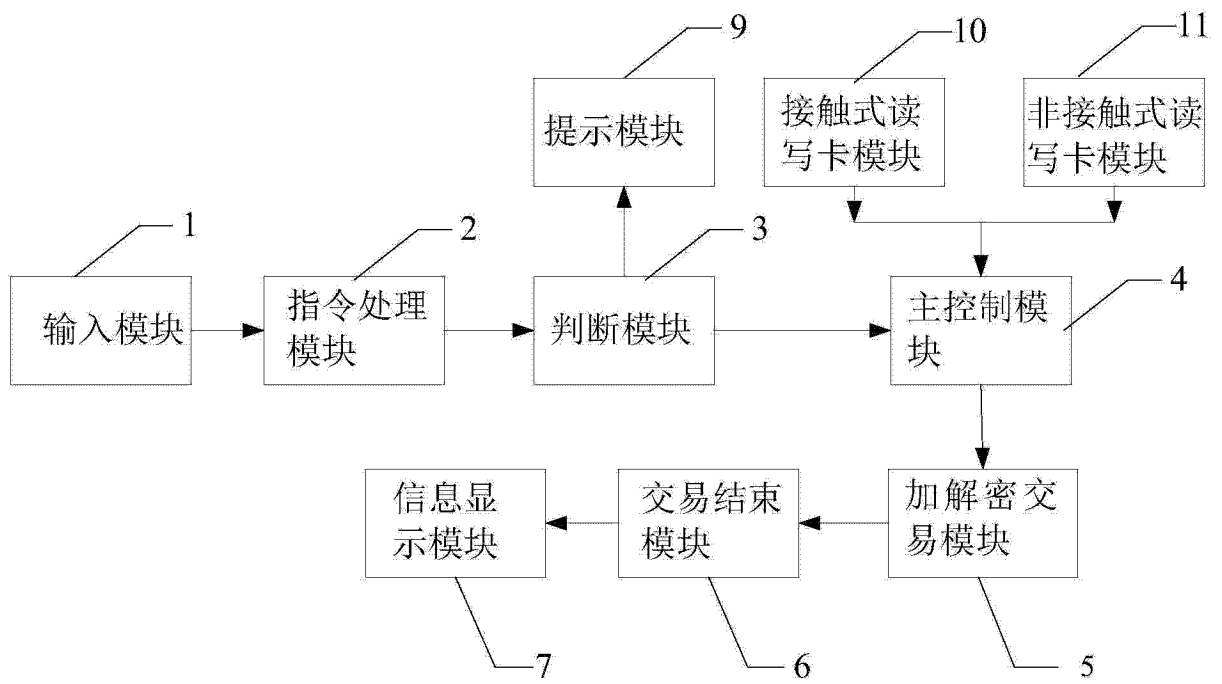 9
10
11
提示模块
接触式读
写卡模块
非接触式读
写卡模块
1
2
3
4
输入模块
指令处理
模块
判断模块
主控制模
块
信息显
示模块
交易结束
模块
加解密交
易模块
7
6
5